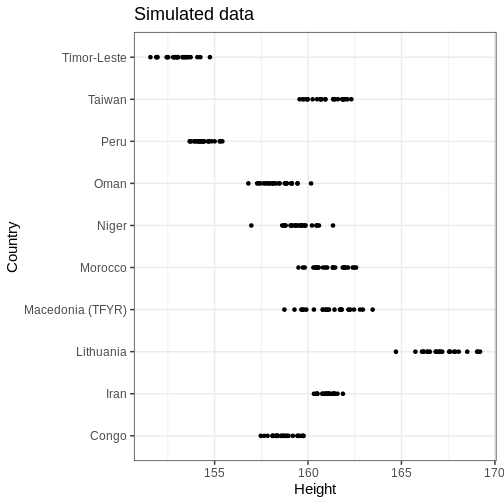 Simulated data
Timor-Leste
Taiwan
Peru
Oman
Niger
Morocco
Macedonia (TFYR)
Lithuania
Iran
Congo
Country
155 160 165 170
Height